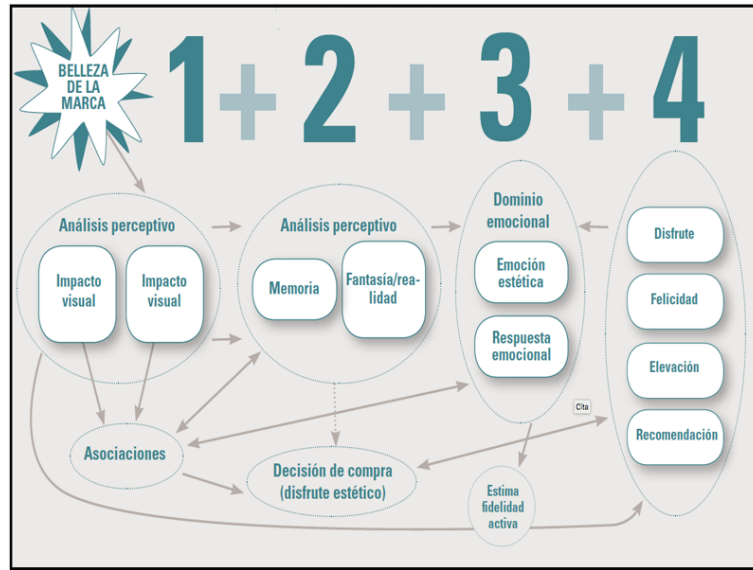 BELLEZA
DE LA
MARCA
1 + 2 + 3 + 4
Análisis perceptivo
Impacto
visual
Impacto
visual
Análisis perceptivo
Memoria
Fantasía/rea-
lidad
Dominio
emocional
Emoción
estética
Respuesta
emocional
Disfrute
Felicidad
Elevación
Recomendación
Cita
Asociaciones
Decisión de compra
(disfrute estético)
Estima
fidelidad
activa